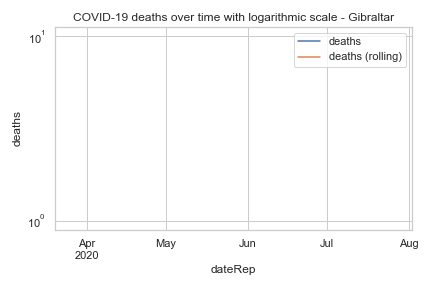 COVID-19 deaths over time with logarithmic scale - Gibraltar
10¹
deaths
deaths (rolling)
deaths
10⁰
Apr
2020
May
Jun
Jul
Aug
dateRep